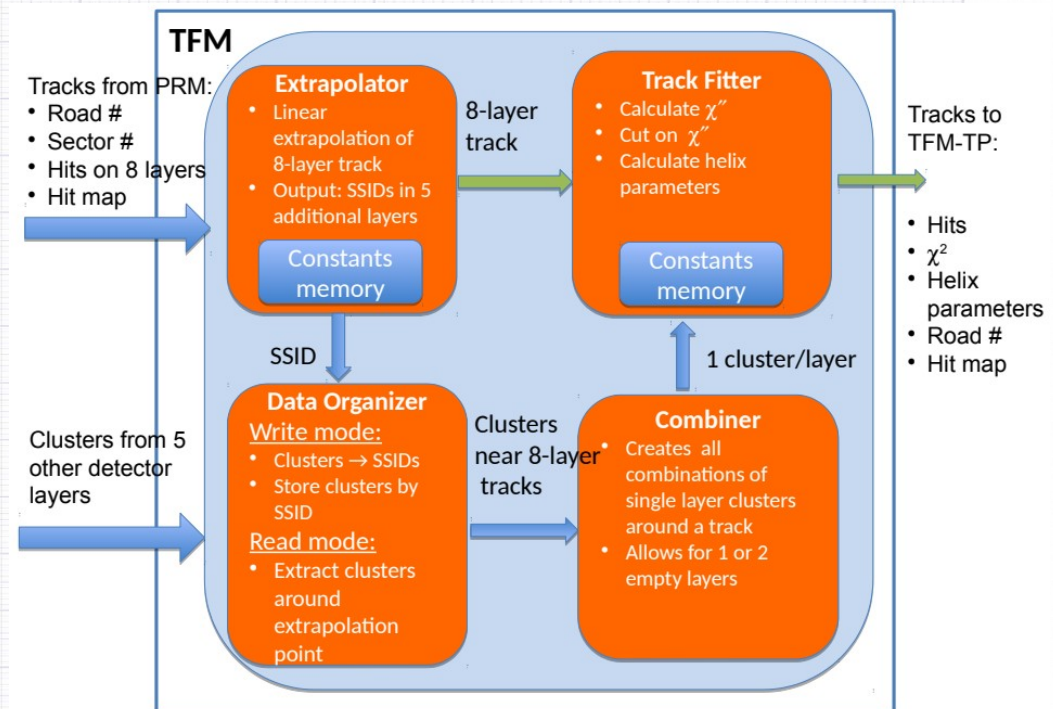 TFM
Tracks from PRM:
• Road #
• Sector #
• Hits on 8 layers
• Hit map
Extrapolator
• Linear
extrapolation of
8-layer track
• Output: SSIDs in 5
additional layers
Constants
memory
8-layer
track
Track Fitter
• Calculate χ″
• Cut on χ″
• Calculate helix
parameters
Constants
memory
Tracks to
TFM-TP:
• Hits
• χ²
• Helix
parameters
• Road #
• Hit map
SSID
1 cluster/layer
Clusters from 5
other detector
layers
Data Organizer
Write mode:
• Clusters → SSIDs
• Store clusters by
SSID
Read mode:
• Extract clusters
around
extrapolation
point
Clusters
near 8-layer
tracks
Combiner
• Creates all
combinations of
single layer clusters
around a track
• Allows for 1 or 2
empty layers